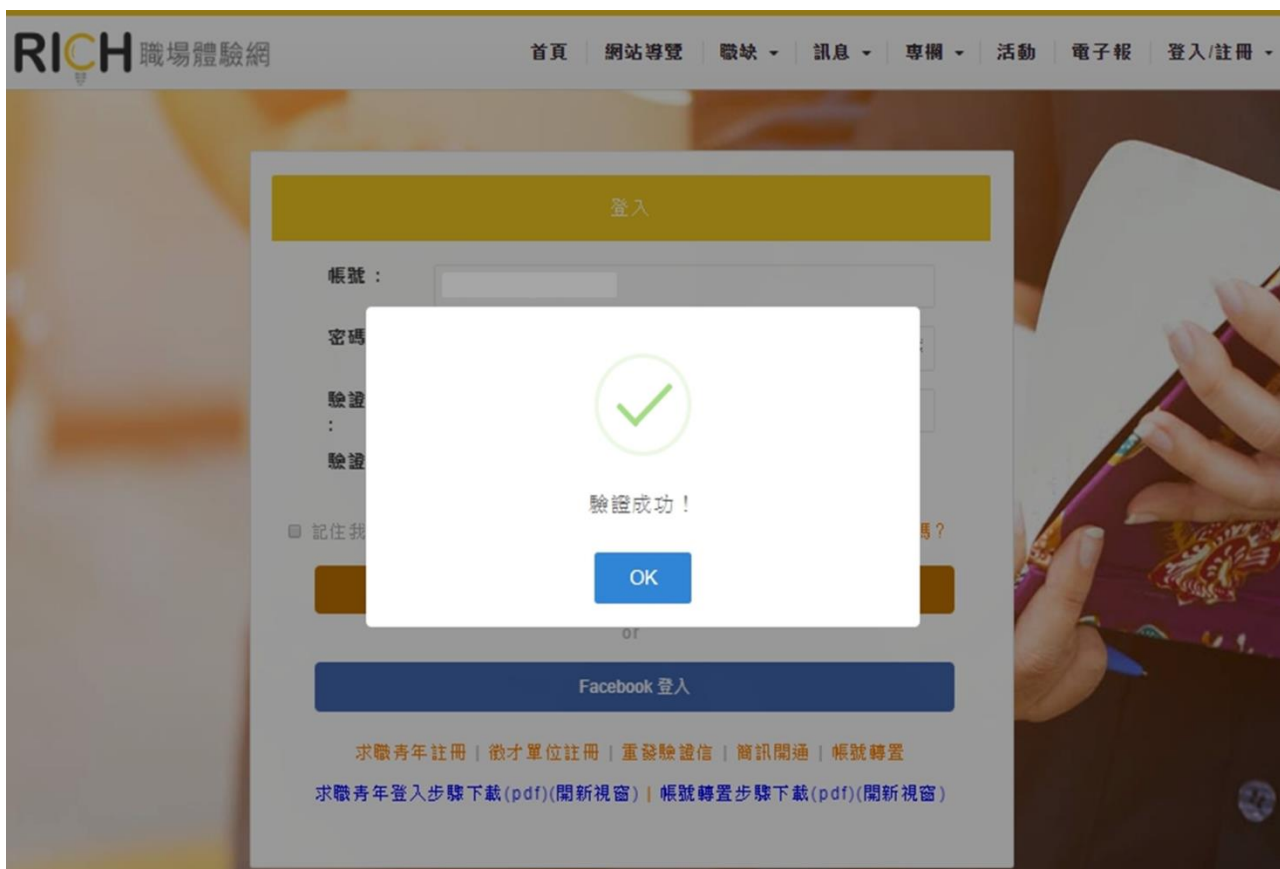 RICH 職場體驗網
首頁 網站導覽 職缺 訊息 專欄 活動 電子報 登入/註冊
登入
帳號：
密碼
驗證
：
驗證
記住我 碼?
驗證成功！
OK
or
Facebook 登入
求職青年註冊 | 徵才單位註冊 | 重發驗證信 | 簡訊開通 | 帳號轉置
求職青年登入步驟下載(pdf)(開新視窗) | 帳號轉置步驟下載(pdf)(開新視窗)